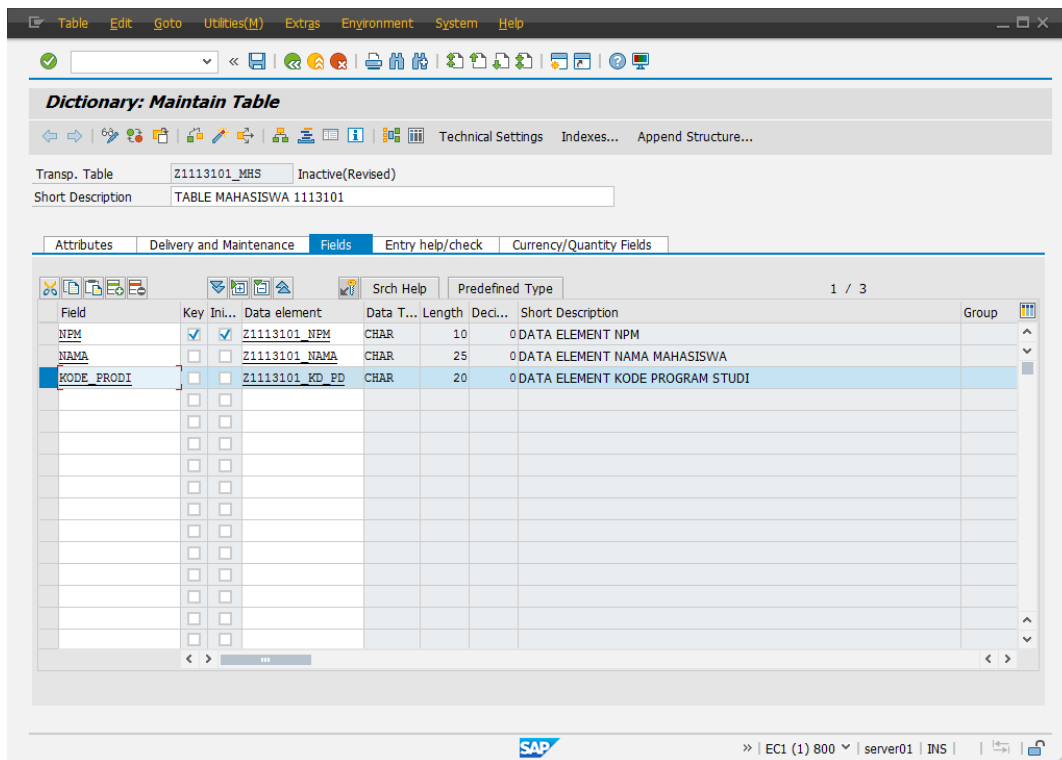 Table Edit Goto Utilities(M) Extras Environment System Help
Dictionary: Maintain Table
Technical Settings Indexes... Append Structure...
Transp. Table Z1113101_MHS Inactive(Revised)
Short Description TABLE MAHASISWA 1113101
Attributes Delivery and Maintenance Fields Entry help/check Currency/Quantity Fields
Srch Help Predefined Type 1 / 3
Field Key Ini... Data element Data T... Length Deci... Short Description Group
NPM Z1113101_NPM CHAR 10 0 DATA ELEMENT NPM
NAMA Z1113101_NAMA CHAR 25 0 DATA ELEMENT NAMA MAHASISWA
KODE_PRODI Z1113101_KD_PD CHAR 20 0 DATA ELEMENT KODE PROGRAM STUDI
SAP EC1 (1) 800 server01 INS